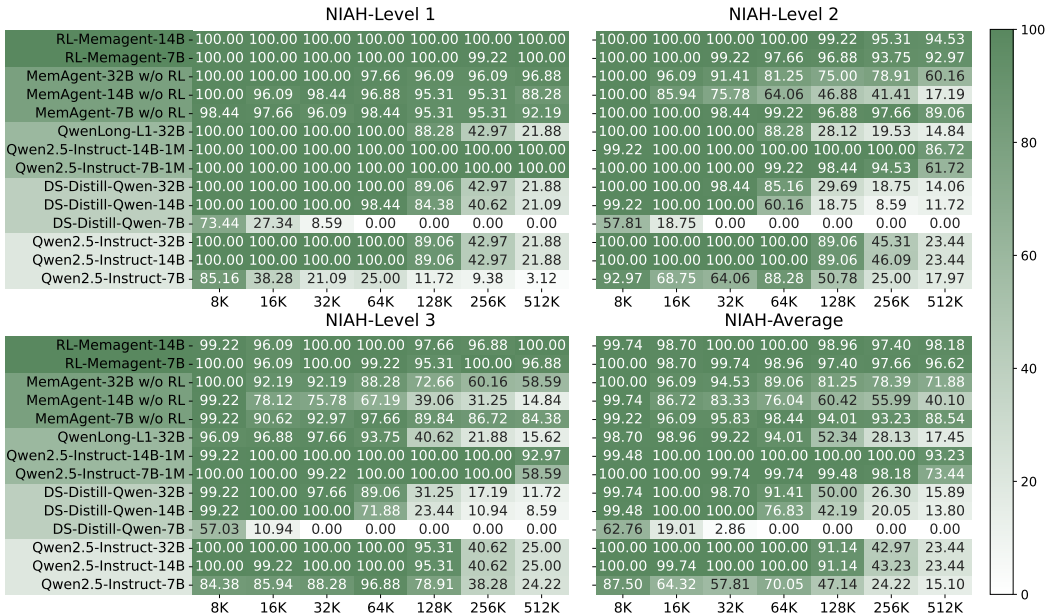 NIAH-Level 1
RL-Memagent-14B 100.00 100.00 100.00 100.00 100.00 100.00 100.00
RL-Memagent-7B 100.00 100.00 100.00 100.00 100.00 99.22 100.00
MemAgent-32B w/o RL 100.00 100.00 100.00 97.66 96.09 96.09 96.88
MemAgent-14B w/o RL 100.00 96.09 98.44 96.88 95.31 95.31 88.28
MemAgent-7B w/o RL 98.44 97.66 96.09 98.44 95.31 95.31 92.19
QwenLong-L1-32B 100.00 100.00 100.00 100.00 88.28 42.97 21.88
Qwen2.5-Instruct-14B-1M 100.00 100.00 100.00 100.00 100.00 100.00 100.00
Qwen2.5-Instruct-7B-1M 100.00 100.00 100.00 100.00 100.00 100.00 100.00
DS-Distill-Qwen-32B 100.00 100.00 100.00 100.00 89.06 42.97 21.88
DS-Distill-Qwen-14B 100.00 100.00 100.00 98.44 84.38 40.62 21.09
DS-Distill-Qwen-7B 73.44 27.34 8.59 0.00 0.00 0.00 0.00
Qwen2.5-Instruct-32B 100.00 100.00 100.00 100.00 89.06 42.97 21.88
Qwen2.5-Instruct-14B 100.00 100.00 100.00 100.00 89.06 42.97 21.88
Qwen2.5-Instruct-7B 85.16 38.28 21.09 25.00 11.72 9.38 3.12
8K 16K 32K 64K 128K 256K 512K
NIAH-Level 2
100.00 100.00 100.00 100.00 99.22 95.31 94.53
100.00 100.00 99.22 97.66 96.88 93.75 92.97
100.00 96.09 91.41 81.25 75.00 78.91 60.16
100.00 85.94 75.78 64.06 46.88 41.41 17.19
100.00 100.00 98.44 99.22 96.88 97.66 89.06
100.00 100.00 100.00 88.28 28.12 19.53 14.84
99.22 100.00 100.00 100.00 100.00 100.00 86.72
100.00 100.00 100.00 99.22 98.44 94.53 61.72
100.00 100.00 98.44 85.16 29.69 18.75 14.06
99.22 100.00 100.00 60.16 18.75 8.59 11.72
57.81 18.75 0.00 0.00 0.00 0.00 0.00
100.00 100.00 100.00 100.00 89.06 45.31 23.44
100.00 100.00 100.00 100.00 89.06 46.09 23.44
92.97 68.75 64.06 88.28 50.78 25.00 17.97
8K 16K 32K 64K 128K 256K 512K
NIAH-Level 3
RL-Memagent-14B 99.22 96.09 100.00 100.00 97.66 96.88 100.00
RL-Memagent-7B 100.00 96.09 100.00 99.22 95.31 100.00 96.88
MemAgent-32B w/o RL 100.00 92.19 92.19 88.28 72.66 60.16 58.59
MemAgent-14B w/o RL 99.22 78.12 75.78 67.19 39.06 31.25 14.84
MemAgent-7B w/o RL 99.22 90.62 92.97 97.66 89.84 86.72 84.38
QwenLong-L1-32B 96.09 96.88 97.66 93.75 40.62 21.88 15.62
Qwen2.5-Instruct-14B-1M 99.22 100.00 100.00 100.00 100.00 100.00 92.97
Qwen2.5-Instruct-7B-1M 100.00 100.00 99.22 100.00 100.00 100.00 58.59
DS-Distill-Qwen-32B 99.22 100.00 97.66 89.06 31.25 17.19 11.72
DS-Distill-Qwen-14B 99.22 100.00 100.00 71.88 23.44 10.94 8.59
DS-Distill-Qwen-7B 57.03 10.94 0.00 0.00 0.00 0.00 0.00
Qwen2.5-Instruct-32B 100.00 100.00 100.00 100.00 95.31 40.62 25.00
Qwen2.5-Instruct-14B 100.00 99.22 100.00 100.00 95.31 40.62 25.00
Qwen2.5-Instruct-7B 84.38 85.94 88.28 96.88 78.91 38.28 24.22
8K 16K 32K 64K 128K 256K 512K
NIAH-Average
99.74 98.70 100.00 100.00 98.96 97.40 98.18
100.00 98.70 99.74 98.96 97.40 97.66 96.62
100.00 96.09 94.53 89.06 81.25 78.39 71.88
99.74 86.72 83.33 76.04 60.42 55.99 40.10
99.22 96.09 95.83 98.44 94.01 93.23 88.54
98.70 98.96 99.22 94.01 52.34 28.13 17.45
99.48 100.00 100.00 100.00 100.00 100.00 93.23
100.00 100.00 99.74 99.74 99.48 98.18 73.44
99.74 100.00 98.70 91.41 50.00 26.30 15.89
99.48 100.00 100.00 76.83 42.19 20.05 13.80
62.76 19.01 2.86 0.00 0.00 0.00 0.00
100.00 100.00 100.00 100.00 91.14 42.97 23.44
100.00 99.74 100.00 100.00 91.14 43.23 23.44
87.50 64.32 57.81 70.05 47.14 24.22 15.10
8K 16K 32K 64K 128K 256K 512K
100
80
60
40
20
0